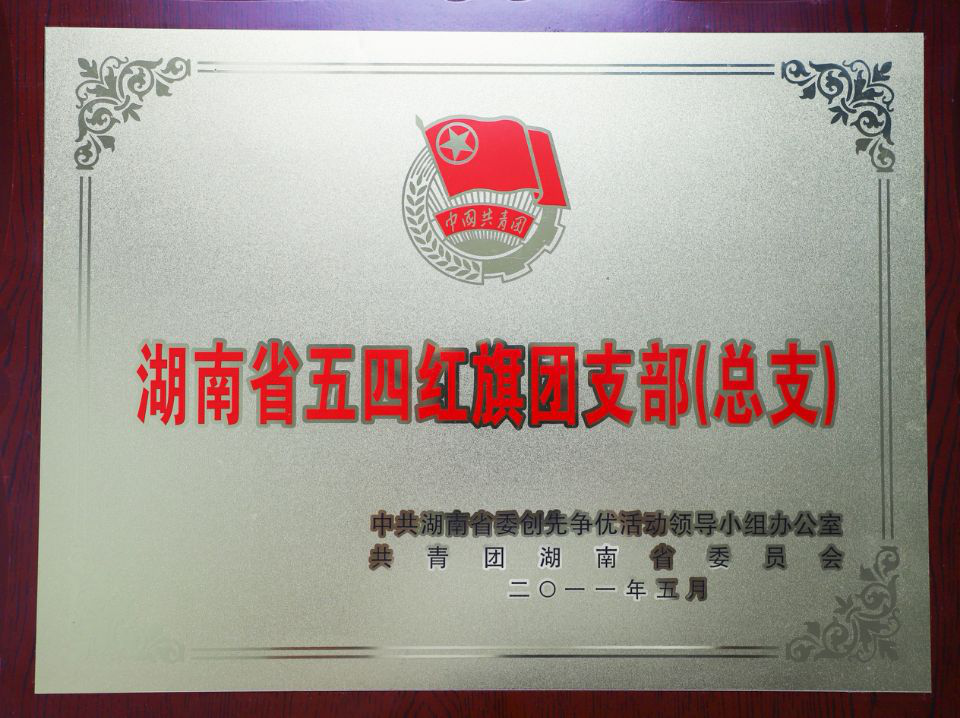 中国共青团
湖南省五四红旗团支部(总支)
中共湖南省委创先争优活动领导小组办公室
共青团湖南省委员会
二〇一一年五月